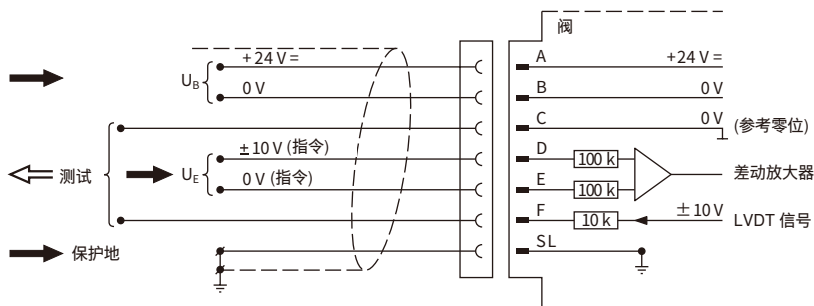 阀
+24 V =
A
+24 V =
U_B
0 V
B
0 V
C
0 V
(参考零位)
±10 V (指令)
D
100 k
测试
U_E
差动放大器
0 V (指令)
E
100 k
F
10 k
±10 V
LVDT 信号
保护地
SL